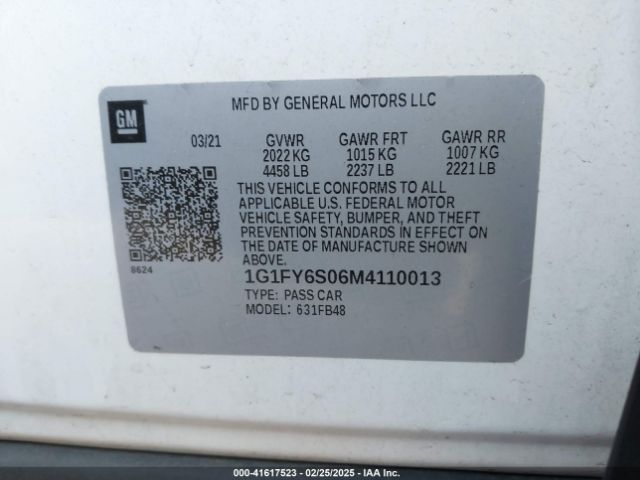 MFD BY GENERAL MOTORS LLC
GM
03/21 GVWR GAWR FRT GAWR RR
2022 KG 1015 KG 1007 KG
4458 LB 2237 LB 2221 LB
THIS VEHICLE CONFORMS TO ALL
APPLICABLE U.S. FEDERAL MOTOR
VEHICLE SAFETY, BUMPER, AND THEFT
PREVENTION STANDARDS IN EFFECT ON
THE DATE OF MANUFACTURE SHOWN
ABOVE.
8624
1G1FY6S06M4110013
TYPE: PASS CAR
MODEL: 631FB48
000-41617523 - 02/25/2025 - IAA Inc.